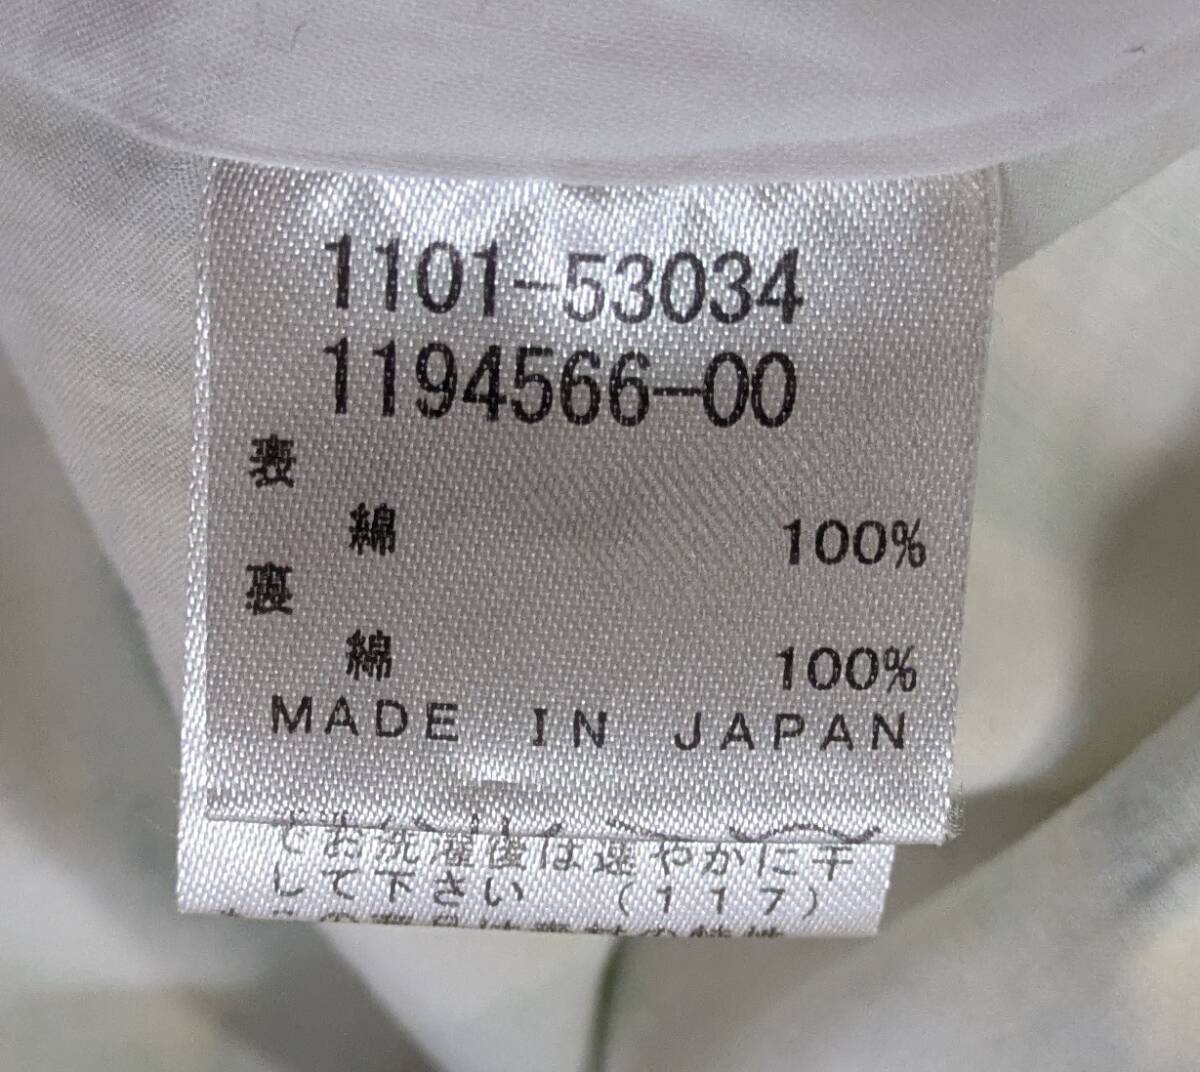 1101-53034
1194566-00
表
綿 100%
裏
綿 100%
MADE IN JAPAN
でお洗濯後は速やかに干
して下さい (117)